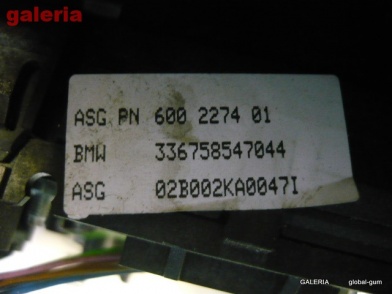 galeria
ASG PN 600 2274 01
BMW 336758547044
ASG 02B002KA0047I
GALERIA global-gum